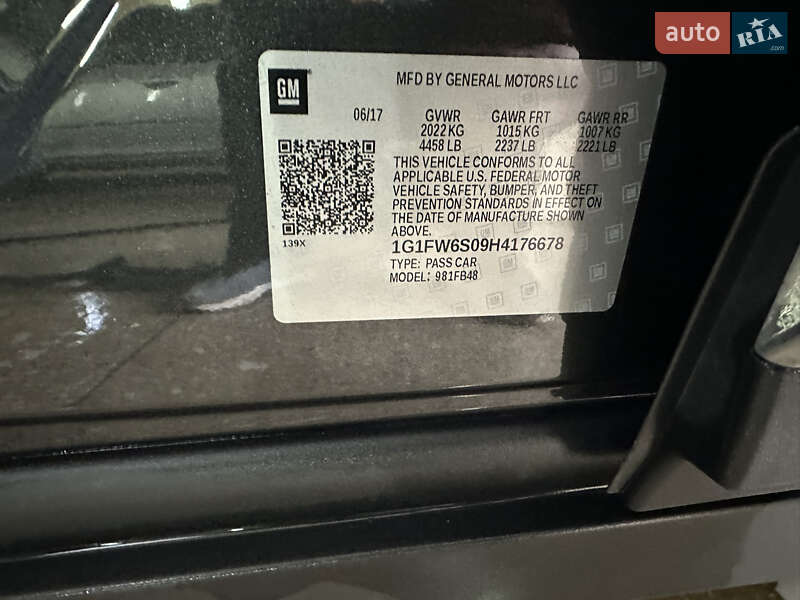 auto RIA.com
GM
MFD BY GENERAL MOTORS LLC
06/17 GVWR GAWR FRT GAWR RR
2022 KG 1015 KG 1007 KG
4458 LB 2237 LB 2221 LB
THIS VEHICLE CONFORMS TO ALL
APPLICABLE U.S. FEDERAL MOTOR
VEHICLE SAFETY, BUMPER, AND THEFT
PREVENTION STANDARDS IN EFFECT ON
THE DATE OF MANUFACTURE SHOWN
ABOVE.
139X
1G1FW6S09H4176678
TYPE: PASS CAR
MODEL: 981FB48